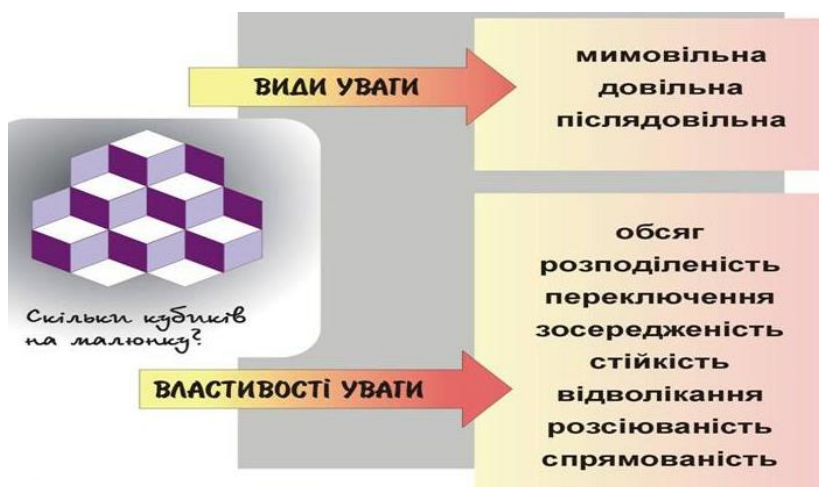 ВИДИ УВАГИ
мимовільна
довільна
післядовільна
Скільки кубиків
на малюнку?
ВЛАСТИВОСТІ УВАГИ
обсяг
розподіленість
переключення
зосередженість
стійкість
відволікання
розсіюваність
спрямованість